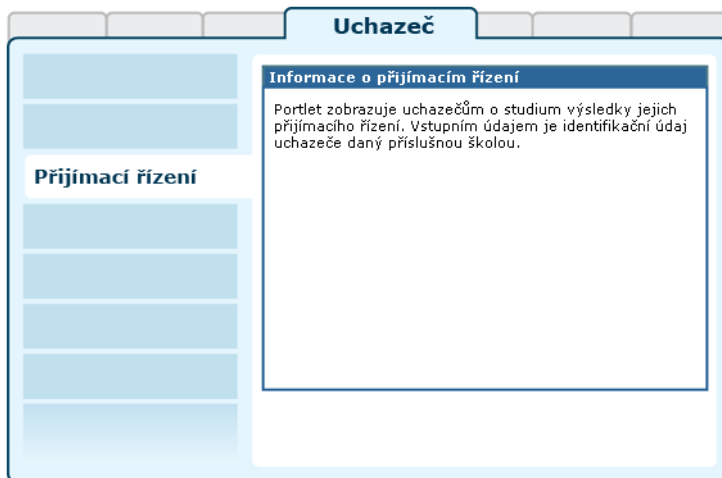 Uchazeč
Informace o přijímacím řízení
Portlet zobrazuje uchazečům o studium výsledky jejich
přijímacího řízení. Vstupním údajem je identifikační údaj
uchazeče daný příslušnou školou.
Přijímací řízení